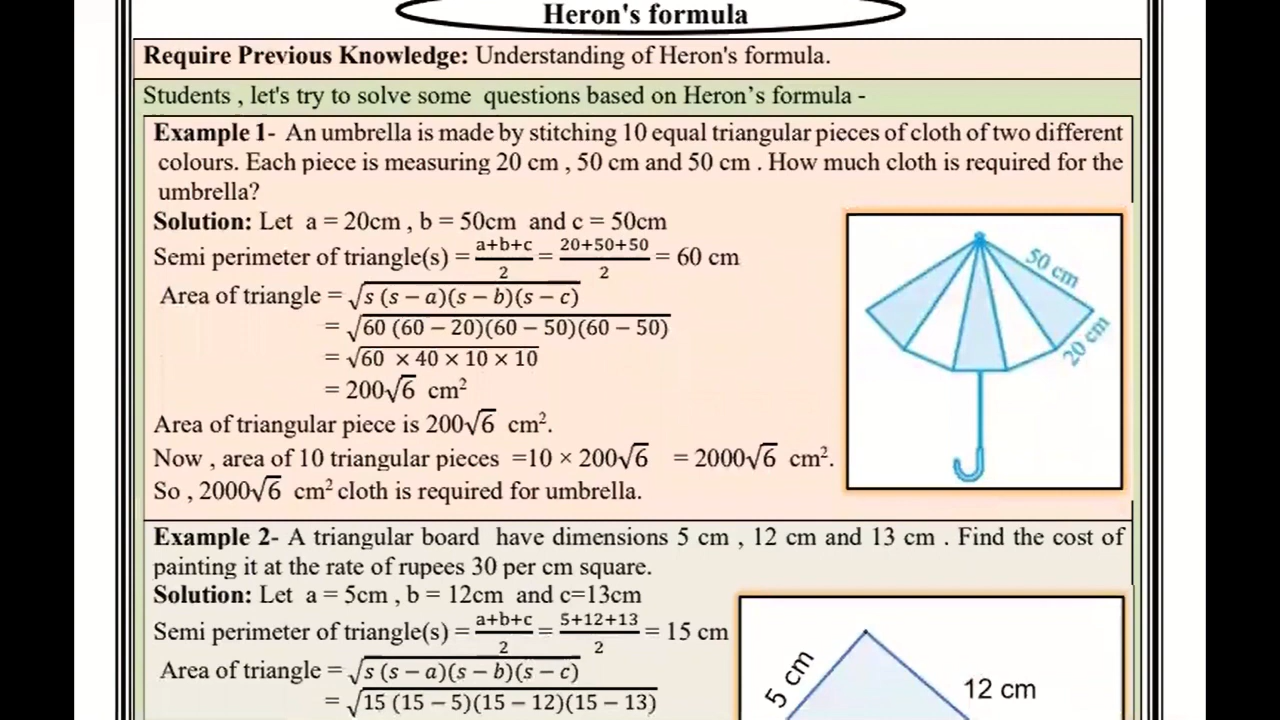 Heron's formula
Require Previous Knowledge: Understanding of Heron's formula.
Students , let's try to solve some questions based on Heron's formula -
Example 1- An umbrella is made by stitching 10 equal triangular pieces of cloth of two different
colours. Each piece is measuring 20 cm , 50 cm and 50 cm . How much cloth is required for the
umbrella?
Solution: Let a = 20cm , b = 50cm and c = 50cm
Semi perimeter of triangle(s) = (a+b+c)/2 = (20+50+50)/2 = 60 cm
Area of triangle = √(s (s − a)(s − b)(s − c))
= √(60 (60 − 20)(60 − 50)(60 − 50))
= √(60 × 40 × 10 × 10)
= 200√6 cm²
Area of triangular piece is 200√6 cm².
Now , area of 10 triangular pieces =10 × 200√6 = 2000√6 cm².
So , 2000√6 cm² cloth is required for umbrella.
50 cm
20 cm
Example 2- A triangular board have dimensions 5 cm , 12 cm and 13 cm . Find the cost of
painting it at the rate of rupees 30 per cm square.
Solution: Let a = 5cm , b = 12cm and c=13cm
Semi perimeter of triangle(s) = (a+b+c)/2 = (5+12+13)/2 = 15 cm
Area of triangle = √(s (s − a)(s − b)(s − c))
= √(15 (15 − 5)(15 − 12)(15 − 13))
5 cm
12 cm